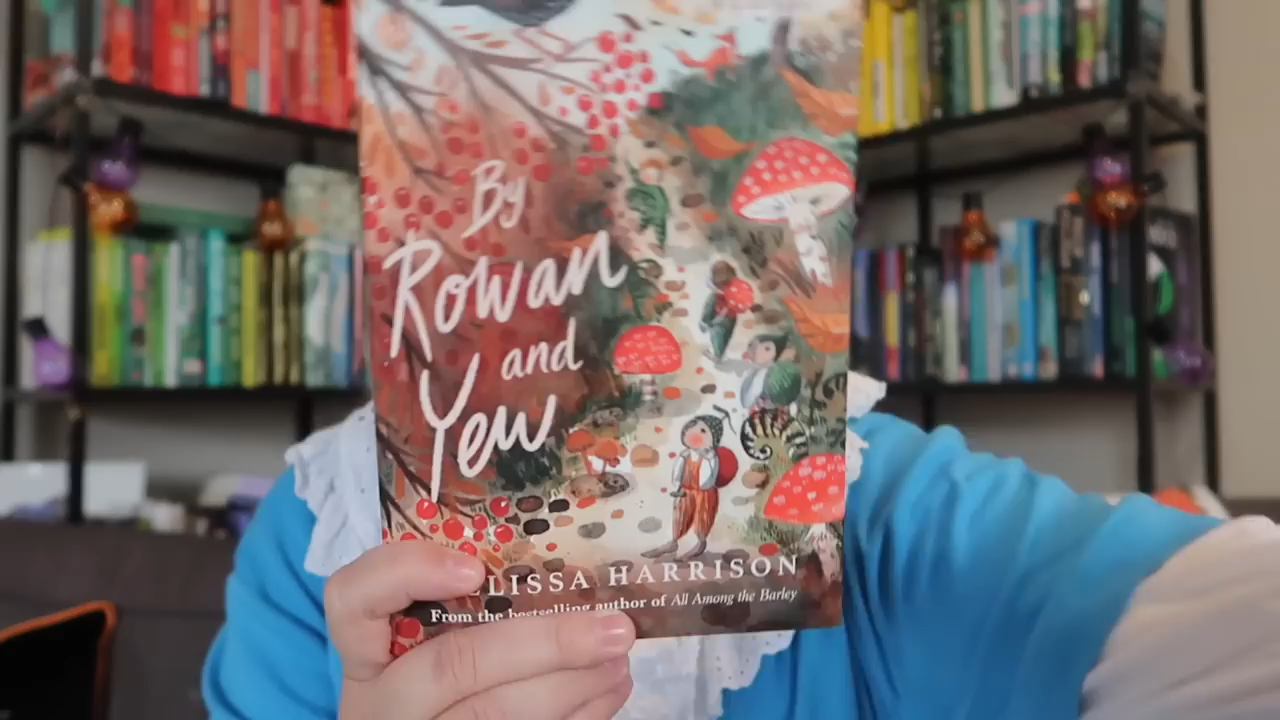 By
Rowan
and
Yew
ELISSA HARRISON
From the bestselling author of All Among the Barley